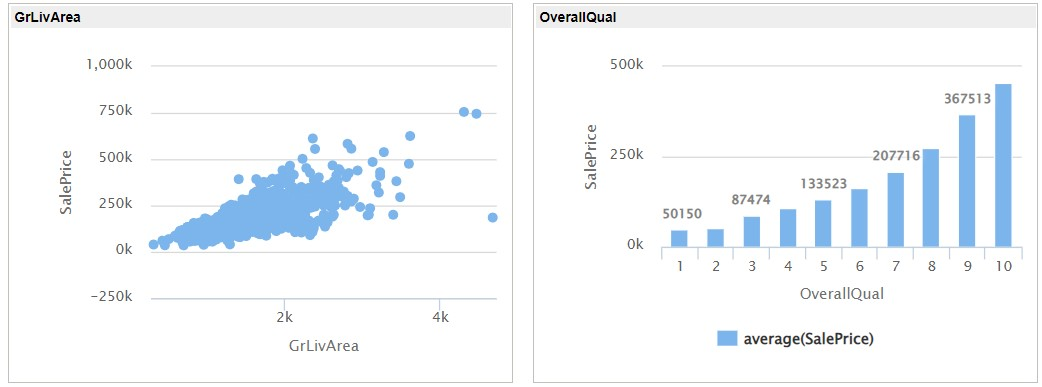 GrLivArea
1,000k
750k
500k
250k
0k
-250k
SalePrice
2k 4k
GrLivArea
OverallQual
500k
250k
0k
SalePrice
50150 87474 133523 207716 367513
1 2 3 4 5 6 7 8 9 10
OverallQual
average(SalePrice)